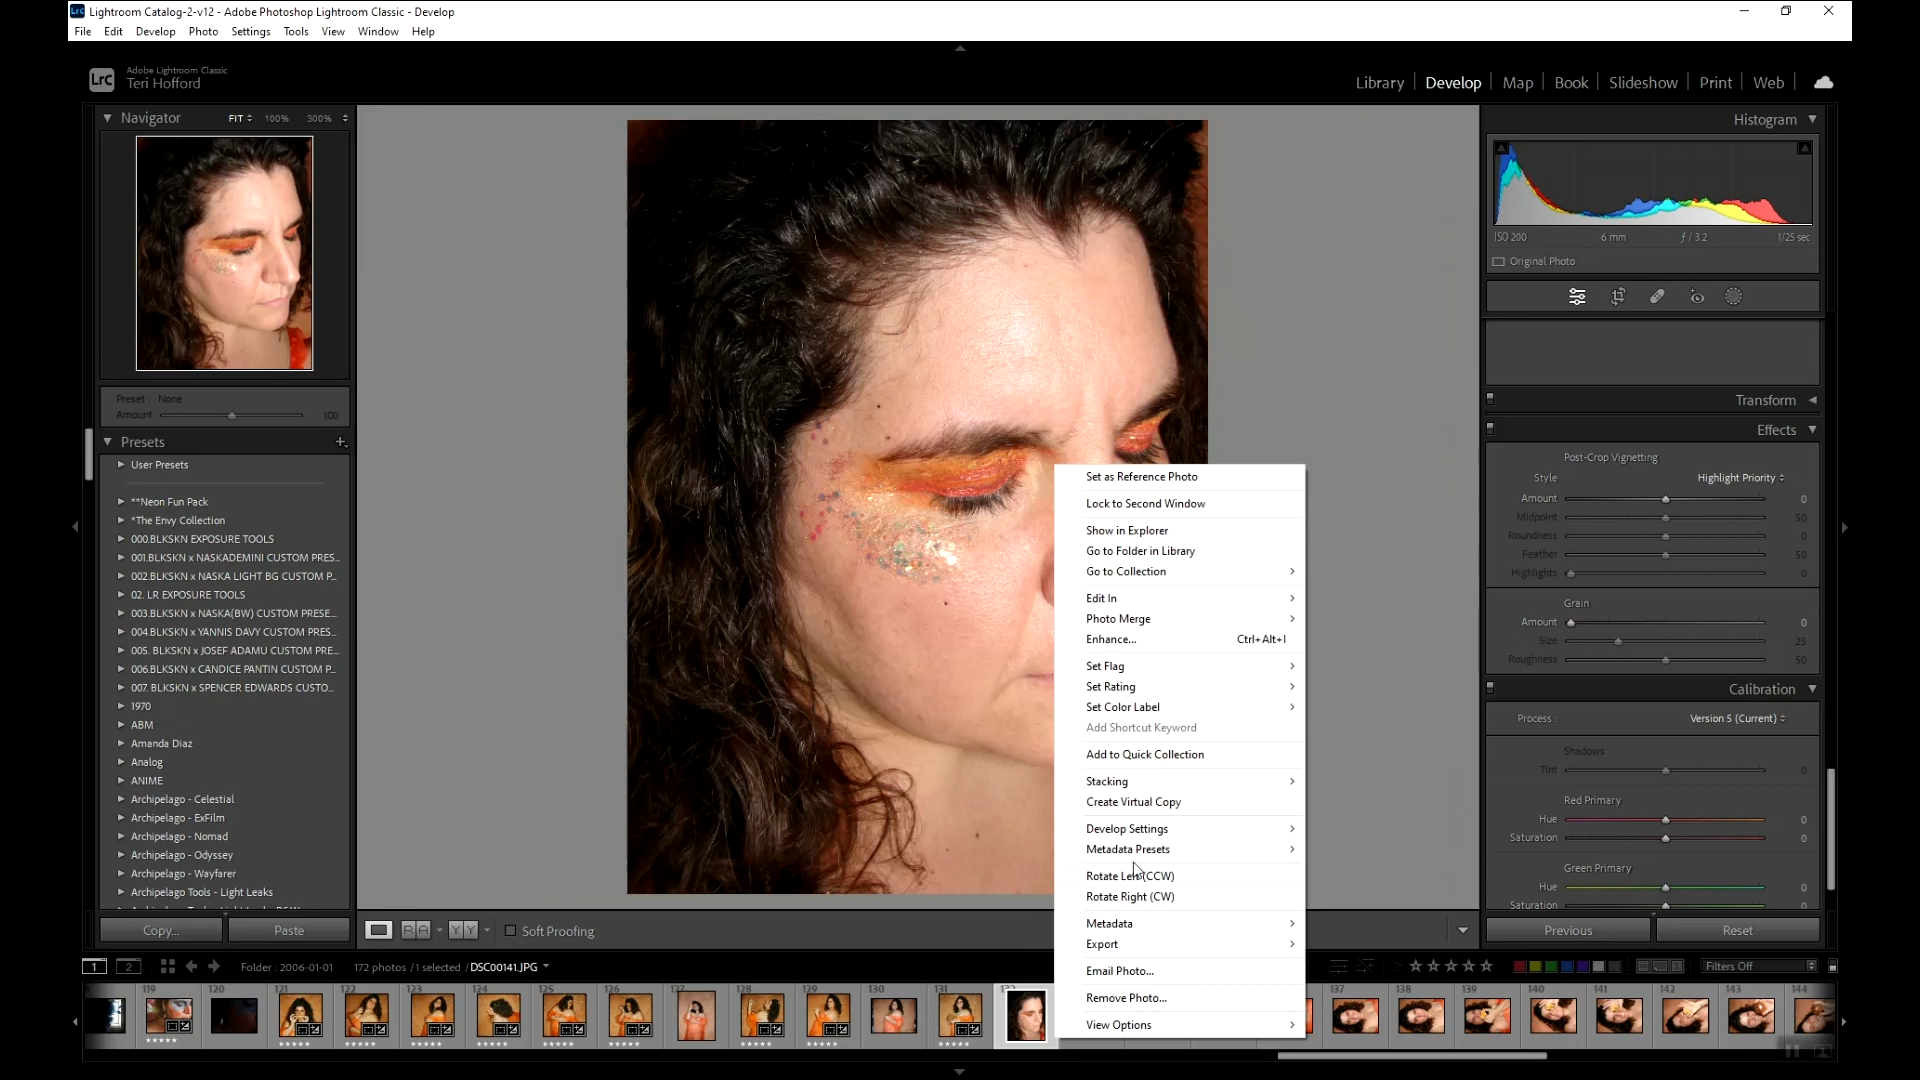 Lightroom Catalog-2-v12 - Adobe Photoshop Lightroom Classic - Develop
File Edit Develop Photo Settings Tools View Window Help
Lrc
Adobe Lightroom Classic
Teri Hofford
Library Develop Map Book Slideshow Print Web
Navigator FIT 100% 300%
Preset : None
Amount 100
Presets
User Presets
**Neon Fun Pack
*The Envy Collection
000.BLKSKN EXPOSURE TOOLS
001.BLKSKN x NASKADEMINI CUSTOM PRES...
002.BLKSKN x NASKA LIGHT BG CUSTOM P...
02. LR EXPOSURE TOOLS
003.BLKSKN x NASKA(BW) CUSTOM PRESE...
004.BLKSKN x YANNIS DAVY CUSTOM PRES...
005. BLKSKN x JOSEF ADAMU CUSTOM PRE...
006.BLKSKN x CANDICE PANTIN CUSTOM P...
007. BLKSKN x SPENCER EDWARDS CUSTO...
1970
ABM
Amanda Diaz
Analog
ANIME
Archipelago - Celestial
Archipelago - ExFilm
Archipelago - Nomad
Archipelago - Odyssey
Archipelago - Wayfarer
Archipelago Tools - Light Leaks
Copy... Paste
Set as Reference Photo
Lock to Second Window
Show in Explorer
Go to Folder in Library
Go to Collection
Edit In
Photo Merge
Enhance... Ctrl+Alt+I
Set Flag
Set Rating
Set Color Label
Add Shortcut Keyword
Add to Quick Collection
Stacking
Create Virtual Copy
Develop Settings
Metadata Presets
Rotate Left (CCW)
Rotate Right (CW)
Metadata
Export
Email Photo...
Remove Photo...
View Options
Soft Proofing
Histogram
ISO 200 6 mm ƒ / 3.2 1/25 sec
Original Photo
Transform
Effects
Post-Crop Vignetting
Style Highlight Priority
Amount 0
Midpoint 50
Roundness 0
Feather 50
Highlights 0
Grain
Amount 0
Size 25
Roughness 50
Calibration
Process : Version 5 (Current)
Shadows
Tint 0
Red Primary
Hue 0
Saturation 0
Green Primary
Hue 0
Saturation 0
Previous Reset
1 2 Folder : 2006-01-01 172 photos / 1 selected / DSC00141.JPG Filters Off
119 120 121 122 123 124 125 126 127 128 129 130 131 137 138 139 140 141 142 143 144